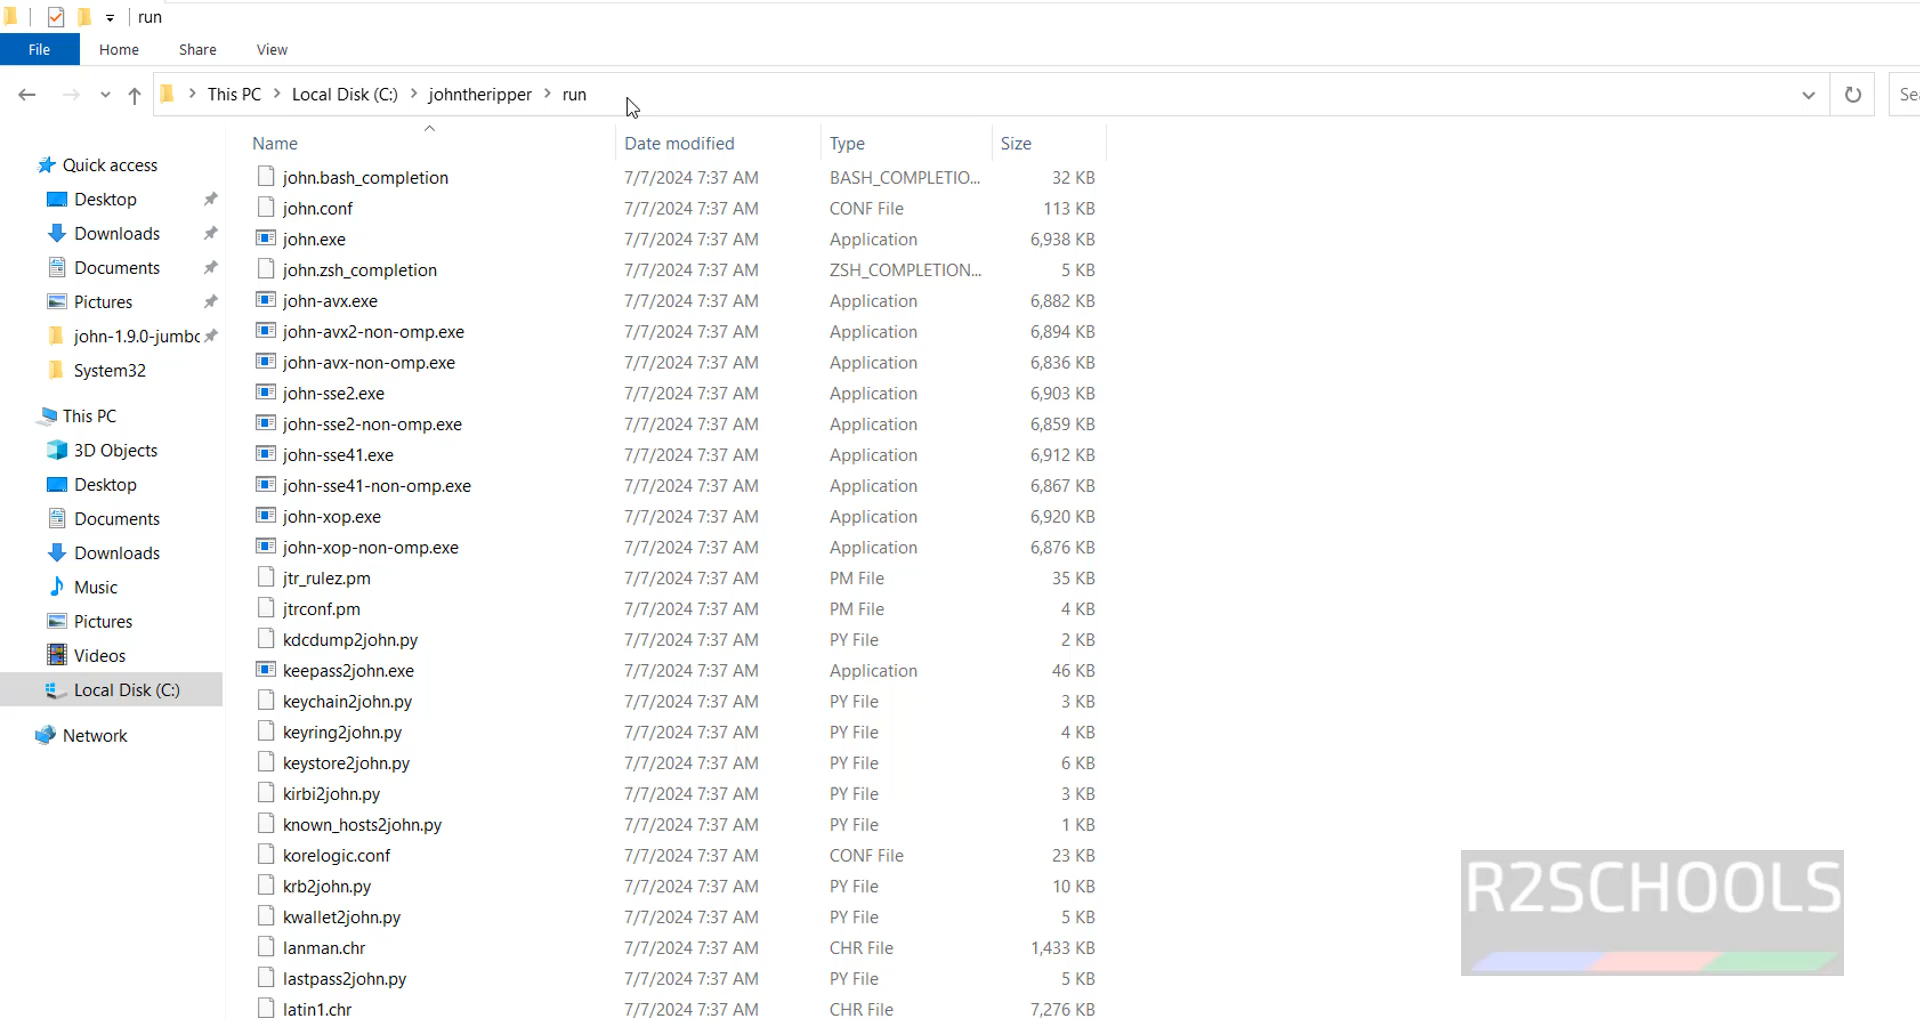 run
File Home Share View
This PC Local Disk (C:) johntheripper run
Name Date modified Type Size
Quick access
Desktop
Downloads
Documents
Pictures
john-1.9.0-jumbo
System32
This PC
3D Objects
Desktop
Documents
Downloads
Music
Pictures
Videos
Local Disk (C:)
Network
john.bash_completion 7/7/2024 7:37 AM BASH_COMPLETIO... 32 KB
john.conf 7/7/2024 7:37 AM CONF File 113 KB
john.exe 7/7/2024 7:37 AM Application 6,938 KB
john.zsh_completion 7/7/2024 7:37 AM ZSH_COMPLETION... 5 KB
john-avx.exe 7/7/2024 7:37 AM Application 6,882 KB
john-avx2-non-omp.exe 7/7/2024 7:37 AM Application 6,894 KB
john-avx-non-omp.exe 7/7/2024 7:37 AM Application 6,836 KB
john-sse2.exe 7/7/2024 7:37 AM Application 6,903 KB
john-sse2-non-omp.exe 7/7/2024 7:37 AM Application 6,859 KB
john-sse41.exe 7/7/2024 7:37 AM Application 6,912 KB
john-sse41-non-omp.exe 7/7/2024 7:37 AM Application 6,867 KB
john-xop.exe 7/7/2024 7:37 AM Application 6,920 KB
john-xop-non-omp.exe 7/7/2024 7:37 AM Application 6,876 KB
jtr_rulez.pm 7/7/2024 7:37 AM PM File 35 KB
jtrconf.pm 7/7/2024 7:37 AM PM File 4 KB
kdcdump2john.py 7/7/2024 7:37 AM PY File 2 KB
keepass2john.exe 7/7/2024 7:37 AM Application 46 KB
keychain2john.py 7/7/2024 7:37 AM PY File 3 KB
keyring2john.py 7/7/2024 7:37 AM PY File 4 KB
keystore2john.py 7/7/2024 7:37 AM PY File 6 KB
kirbi2john.py 7/7/2024 7:37 AM PY File 3 KB
known_hosts2john.py 7/7/2024 7:37 AM PY File 1 KB
korelogic.conf 7/7/2024 7:37 AM CONF File 23 KB
krb2john.py 7/7/2024 7:37 AM PY File 10 KB
kwallet2john.py 7/7/2024 7:37 AM PY File 5 KB
lanman.chr 7/7/2024 7:37 AM CHR File 1,433 KB
lastpass2john.py 7/7/2024 7:37 AM PY File 5 KB
latin1.chr 7/7/2024 7:37 AM CHR File 7,276 KB
R2SCHOOLS